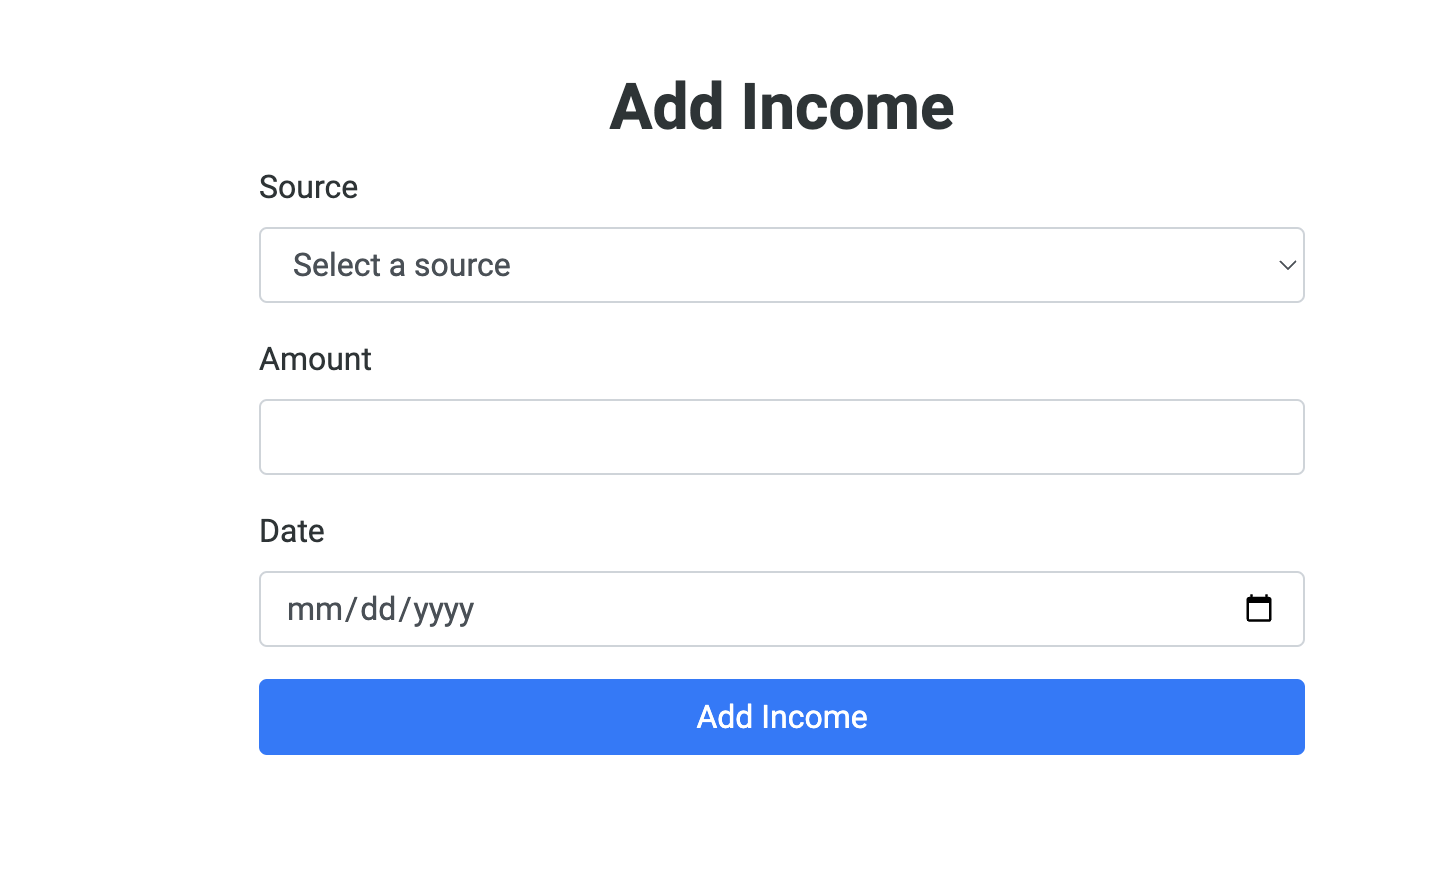 Add Income
Source
Select a source
Amount
Date
mm/dd/yyyy
Add Income